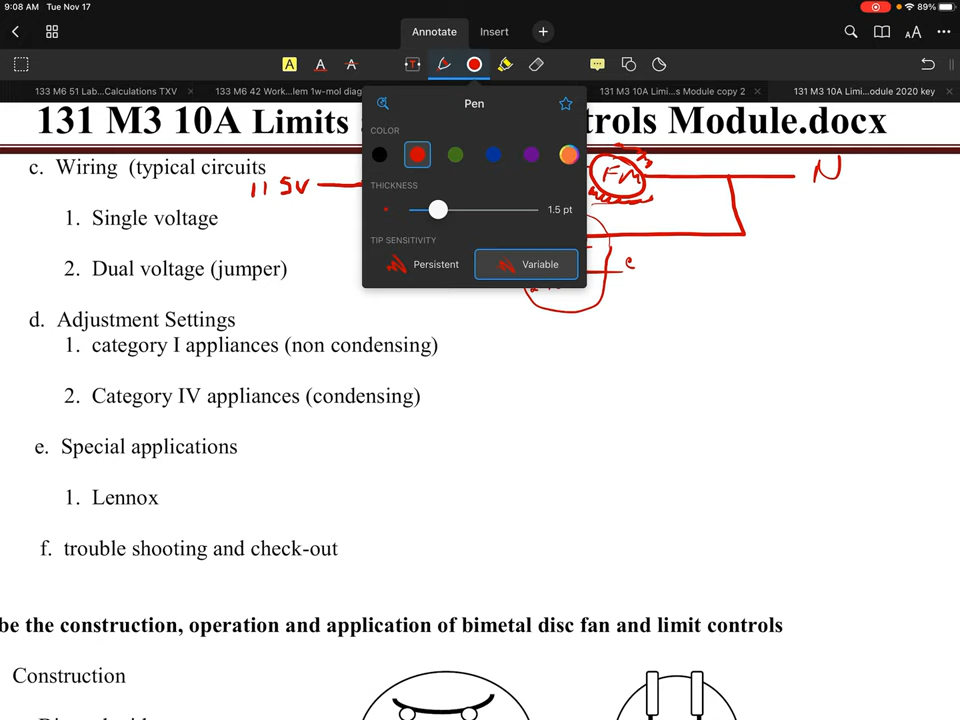 9:08 AM Tue Nov 17
89%
Annotate
Insert
AA
A
A
A
T
133 M6 51 Lab...Calculations TXV
133 M6 42 Work...lem 1w-mol diag
131 M3 10A Limi...s Module copy 2
131 M3 10A Limi...odule 2020 key
131 M3 10A Limits
trols Module.docx
Pen
COLOR
THICKNESS
1.5 pt
TIP SENSITIVITY
Persistent
Variable
c. Wiring (typical circuits
115V
FM
N
1. Single voltage
2. Dual voltage (jumper)
c
d. Adjustment Settings
1. category I appliances (non condensing)
2. Category IV appliances (condensing)
e. Special applications
1. Lennox
f. trouble shooting and check-out
be the construction, operation and application of bimetal disc fan and limit controls
Construction